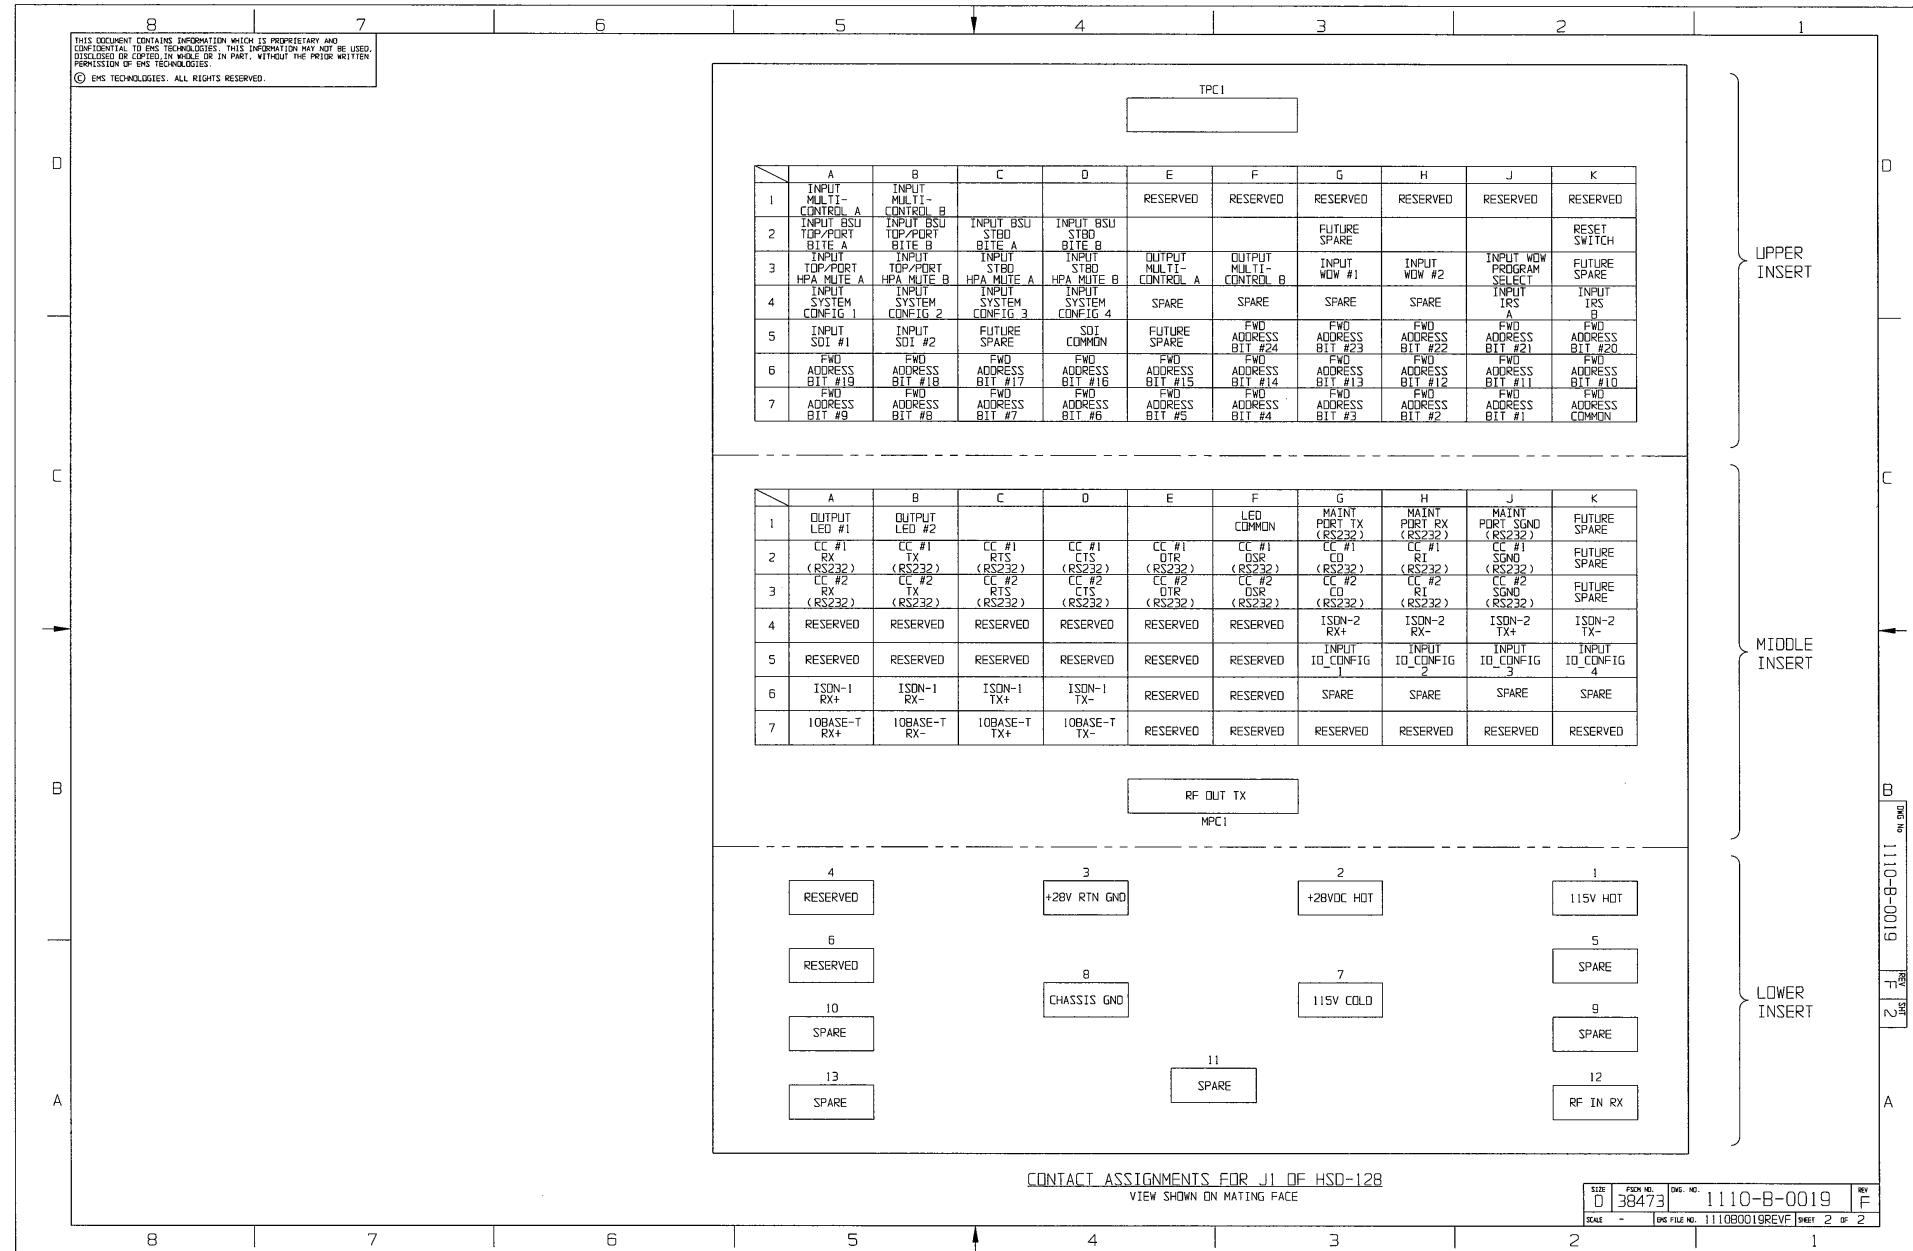 8 7 6 5 4 3 2 1
THIS DOCUMENT CONTAINS INFORMATION WHICH IS PROPRIETARY AND
CONFIDENTIAL TO EMS TECHNOLOGIES. THIS INFORMATION MAY NOT BE USED,
DISCLOSED OR COPIED, IN WHOLE OR IN PART, WITHOUT THE PRIOR WRITTEN
PERMISSION OF EMS TECHNOLOGIES.
© EMS TECHNOLOGIES. ALL RIGHTS RESERVED.
D D
C C
B B
A A
TPC1
A B C D E F G H J K
1 INPUT MULTI-CONTROL A INPUT MULTI-CONTROL B RESERVED RESERVED RESERVED RESERVED RESERVED RESERVED
2 INPUT BSU TOP/PORT BITE A INPUT BSU TOP/PORT BITE B INPUT BSU STBD BITE A INPUT BSU STBD BITE B FUTURE SPARE RESET SWITCH
3 INPUT TOP/PORT HPA MUTE A INPUT TOP/PORT HPA MUTE B INPUT STBD HPA MUTE A INPUT STBD HPA MUTE B OUTPUT MULTI-CONTROL A OUTPUT MULTI-CONTROL B INPUT WOW #1 INPUT WOW #2 INPUT WOW PROGRAM SELECT FUTURE SPARE
4 INPUT SYSTEM CONFIG 1 INPUT SYSTEM CONFIG 2 INPUT SYSTEM CONFIG 3 INPUT SYSTEM CONFIG 4 SPARE SPARE SPARE SPARE INPUT IRS A INPUT IRS B
5 INPUT SDI #1 INPUT SDI #2 FUTURE SPARE SDI COMMON FUTURE SPARE FWD ADDRESS BIT #24 FWD ADDRESS BIT #23 FWD ADDRESS BIT #22 FWD ADDRESS BIT #21 FWD ADDRESS BIT #20
6 FWD ADDRESS BIT #19 FWD ADDRESS BIT #18 FWD ADDRESS BIT #17 FWD ADDRESS BIT #16 FWD ADDRESS BIT #15 FWD ADDRESS BIT #14 FWD ADDRESS BIT #13 FWD ADDRESS BIT #12 FWD ADDRESS BIT #11 FWD ADDRESS BIT #10
7 FWD ADDRESS BIT #9 FWD ADDRESS BIT #8 FWD ADDRESS BIT #7 FWD ADDRESS BIT #6 FWD ADDRESS BIT #5 FWD ADDRESS BIT #4 FWD ADDRESS BIT #3 FWD ADDRESS BIT #2 FWD ADDRESS BIT #1 FWD ADDRESS COMMON
UPPER
INSERT
A B C D E F G H J K
1 OUTPUT LED #1 OUTPUT LED #2 LED COMMON MAINT PORT TX (RS232) MAINT PORT RX (RS232) MAINT PORT SGND (RS232) FUTURE SPARE
2 CC #1 RX (RS232) CC #1 TX (RS232) CC #1 RTS (RS232) CC #1 CTS (RS232) CC #1 DTR (RS232) CC #1 DSR (RS232) CC #1 CD (RS232) CC #1 RI (RS232) CC #1 SGND (RS232) FUTURE SPARE
3 CC #2 RX (RS232) CC #2 TX (RS232) CC #2 RTS (RS232) CC #2 CTS (RS232) CC #2 DTR (RS232) CC #2 DSR (RS232) CC #2 CD (RS232) CC #2 RI (RS232) CC #2 SGND (RS232) FUTURE SPARE
4 RESERVED RESERVED RESERVED RESERVED RESERVED RESERVED ISDN-2 RX+ ISDN-2 RX- ISDN-2 TX+ ISDN-2 TX-
5 RESERVED RESERVED RESERVED RESERVED RESERVED RESERVED INPUT IO_CONFIG 1 INPUT IO_CONFIG 2 INPUT IO_CONFIG 3 INPUT IO_CONFIG 4
6 ISDN-1 RX+ ISDN-1 RX- ISDN-1 TX+ ISDN-1 TX- RESERVED RESERVED SPARE SPARE SPARE SPARE
7 10BASE-T RX+ 10BASE-T RX- 10BASE-T TX+ 10BASE-T TX- RESERVED RESERVED RESERVED RESERVED RESERVED RESERVED
RF OUT TX
MPC1
MIDDLE
INSERT
4 3 2 1
RESERVED +28V RTN GND +28VDC HOT 115V HOT
6 5
RESERVED SPARE
8 7
CHASSIS GND 115V COLD
10 9
SPARE SPARE
11
SPARE
13 12
SPARE RF IN RX
LOWER
INSERT
CONTACT ASSIGNMENTS FOR J1 OF HSD-128
VIEW SHOWN ON MATING FACE
DWG No 1110-B-0019 REV F SHT 2
SIZE D FSCM NO. 38473 DWG. NO. 1110-B-0019 REV F
SCALE - EMS FILE NO. 1110B0019REVF SHEET 2 OF 2
8 7 6 5 4 3 2 1